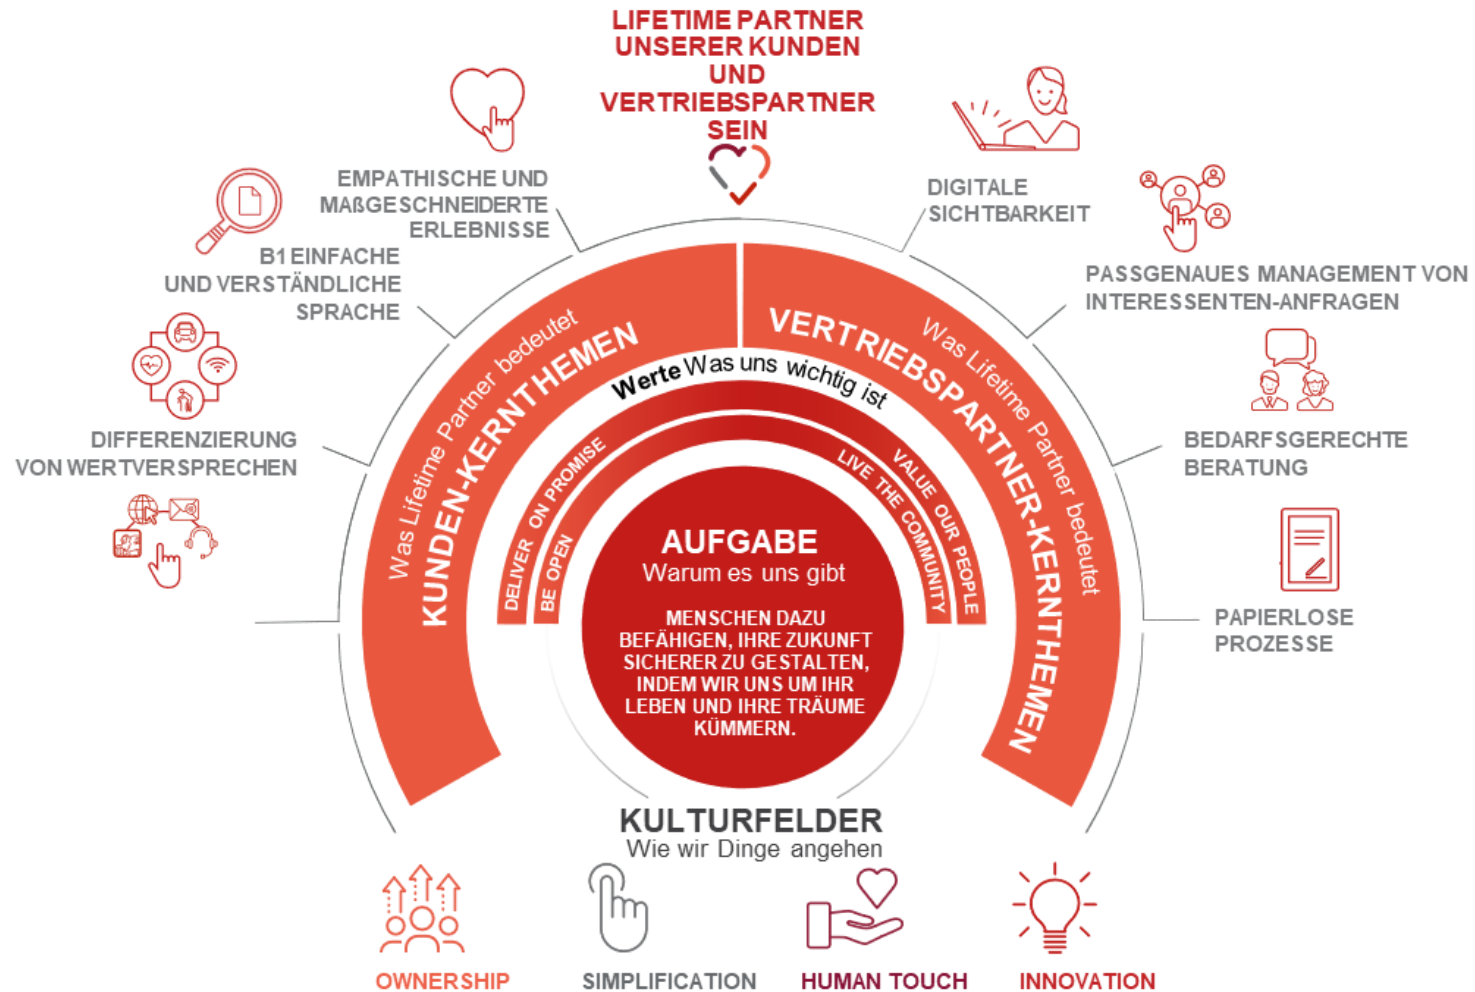 LIFETIME PARTNER
UNSERER KUNDEN
UND
VERTRIEBSPARTNER
SEIN
EMPATHISCHE UND
MAßGESCHNEIDERTE
ERLEBNISSE
B1 EINFACHE
UND VERSTÄNDLICHE
SPRACHE
DIFFERENZIERUNG
VON WERTVERSPRECHEN
DIGITALE
SICHTBARKEIT
PASSGENAUES MANAGEMENT VON
INTERESSENTEN-ANFRAGEN
BEDARFSGERECHTE
BERATUNG
PAPIERLOSE
PROZESSE
Was Lifetime Partner bedeutet
KUNDEN-KERNTHEMEN
Was Lifetime Partner bedeutet
VERTRIEBSPARTNER-KERNTHEMEN
Werte Was uns wichtig ist
DELIVER ON PROMISE
BE OPEN
VALUE OUR PEOPLE
LIVE THE COMMUNITY
AUFGABE
Warum es uns gibt
MENSCHEN DAZU
BEFÄHIGEN, IHRE ZUKUNFT
SICHERER ZU GESTALTEN,
INDEM WIR UNS UM IHR
LEBEN UND IHRE TRÄUME
KÜMMERN.
KULTURFELDER
Wie wir Dinge angehen
OWNERSHIP
SIMPLIFICATION
HUMAN TOUCH
INNOVATION